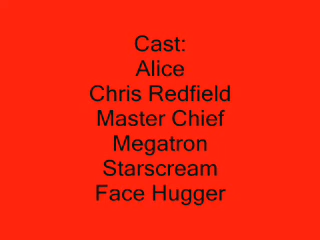 Cast:
Alice
Chris Redfield
Master Chief
Megatron
Starscream
Face Hugger